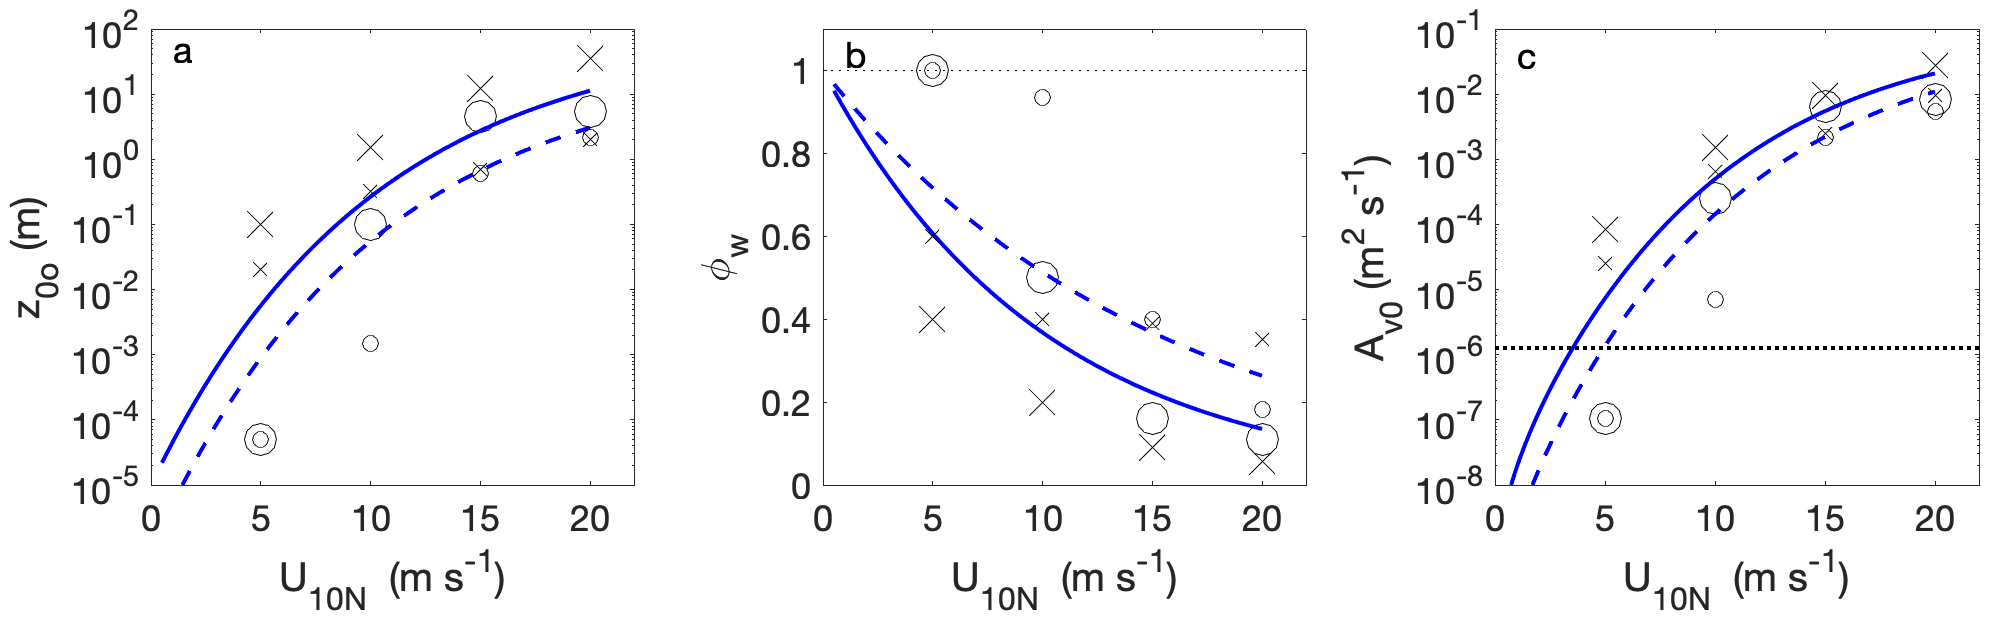 a
10^2
10^1
10^0
10^-1
10^-2
10^-3
10^-4
10^-5
z_0o (m)
0 5 10 15 20
U_10N (m s^-1)
b
1
0.8
0.6
0.4
0.2
0
ϕ_w
0 5 10 15 20
U_10N (m s^-1)
c
10^-1
10^-2
10^-3
10^-4
10^-5
10^-6
10^-7
10^-8
A_v0 (m^2 s^-1)
0 5 10 15 20
U_10N (m s^-1)